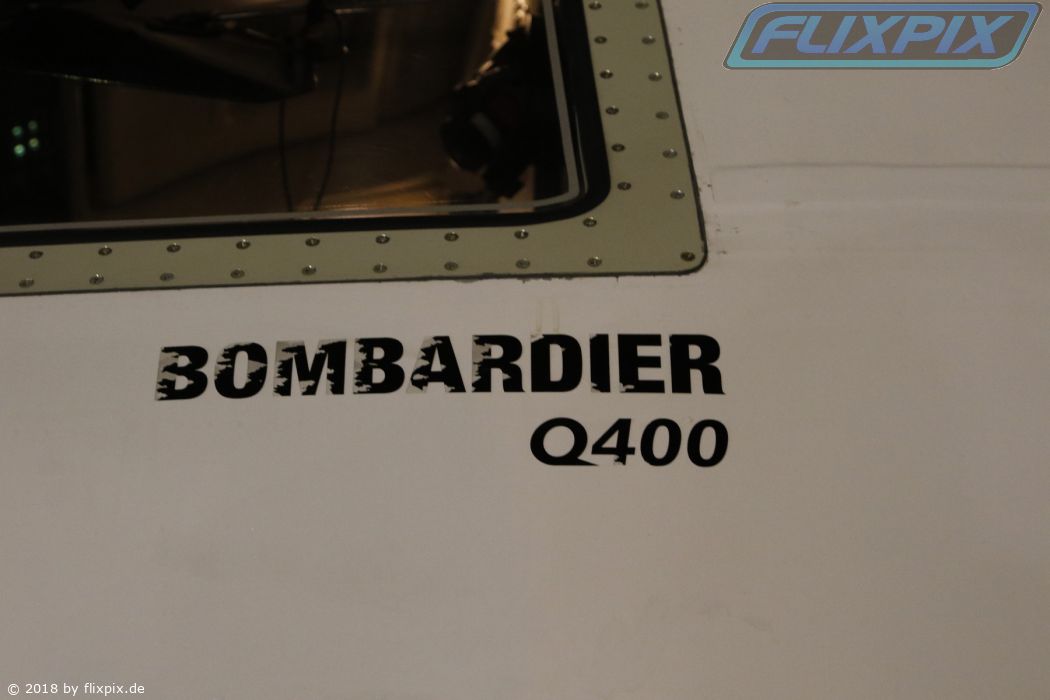 FLIXPIX
BOMBARDIER
Q400
© 2018 by flixpix.de